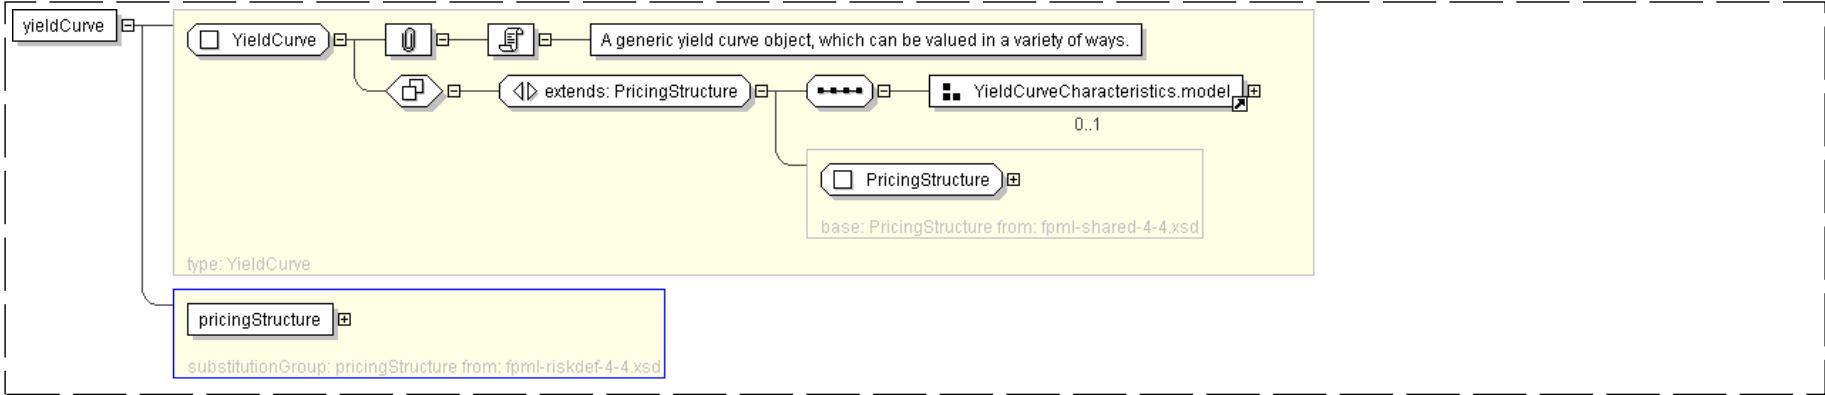 yieldCurve
YieldCurve
A generic yield curve object, which can be valued in a variety of ways.
extends: PricingStructure
YieldCurveCharacteristics.model
0..1
PricingStructure
base: PricingStructure from: fpml-shared-4-4.xsd
type: YieldCurve
pricingStructure
substitutionGroup: pricingStructure from: fpml-riskdef-4-4.xsd